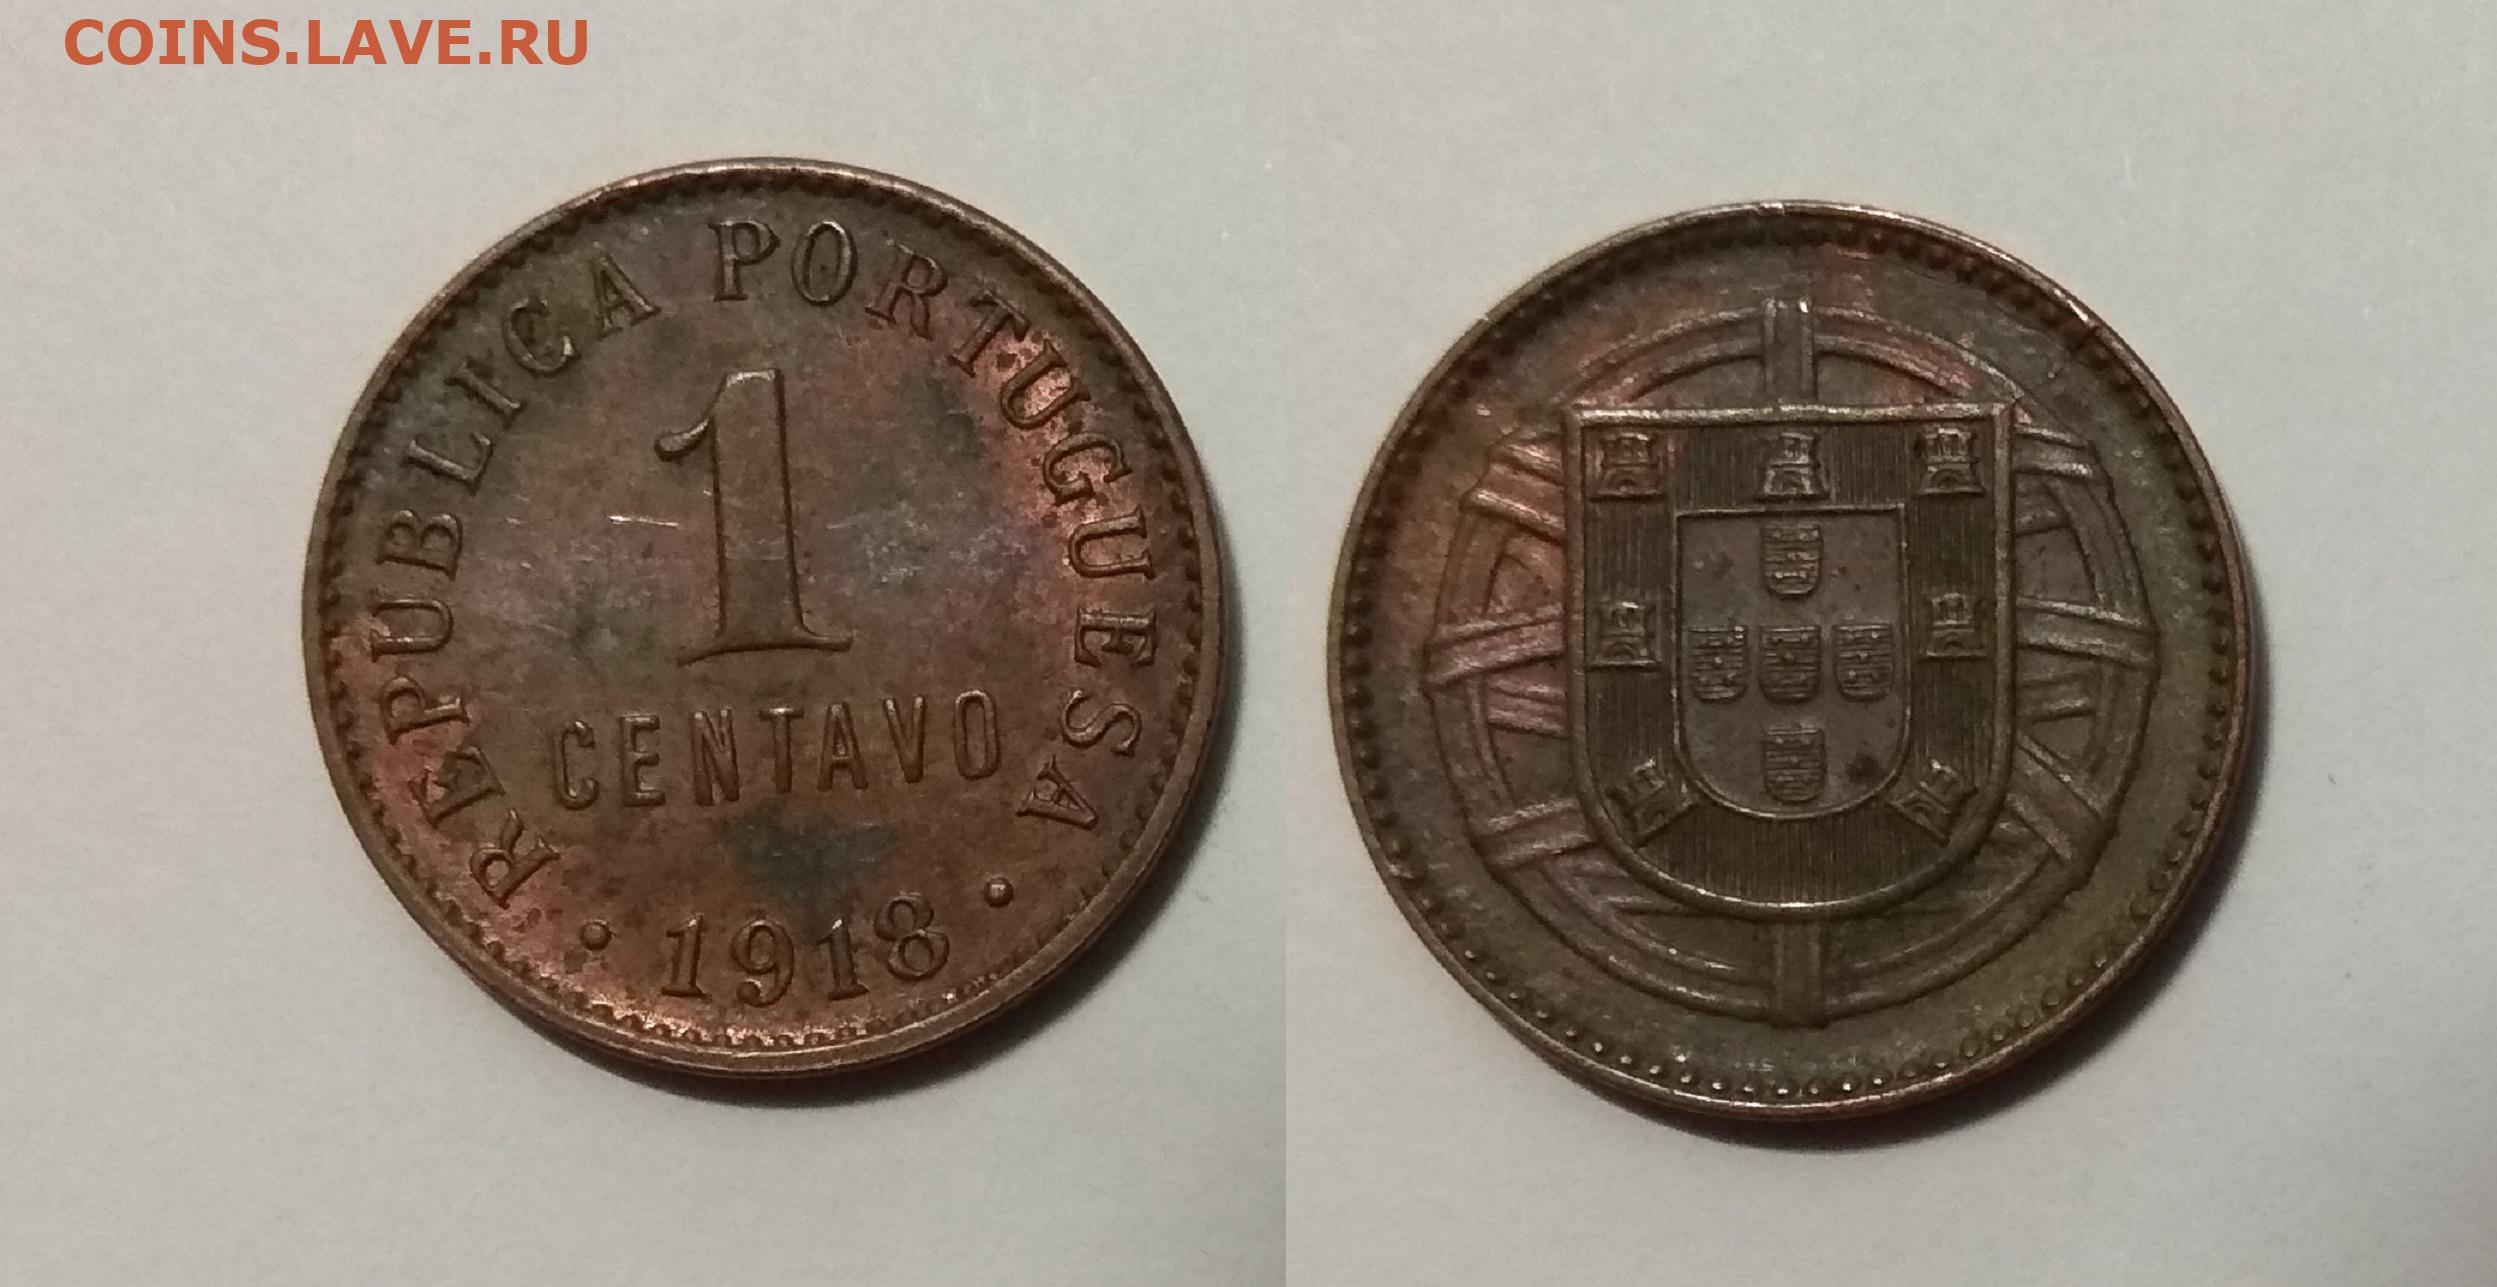 COINS.LAVE.RU
REPUBLICA PORTUGUESA
1
CENTAVO
• 1918 •